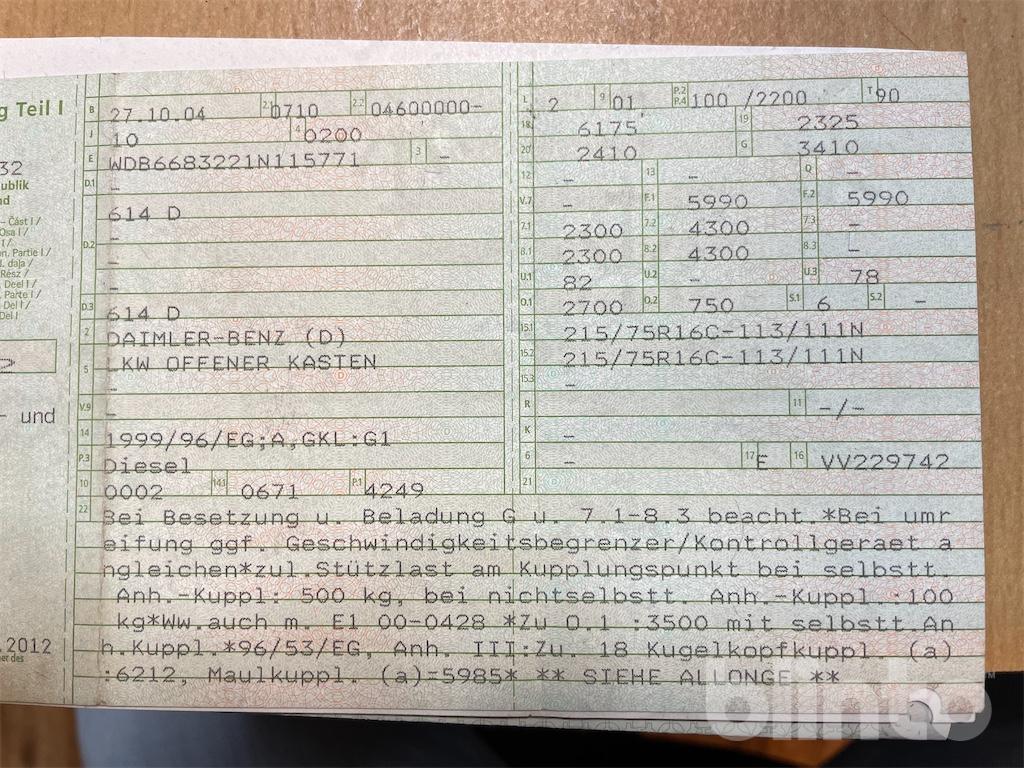 g Teil I
B 27.10.04 2.1 0710 2.2 04600000-
J 10 4 0200
E WDB6683221N115771 3 -
D.1 -
614 D
D.2 -
-
-
D.3 614 D
2 DAIMLER-BENZ (D)
5 LKW OFFENER KASTEN
-
V.9 -
14 1999/96/EG;A,GKL:G1
P.3 Diesel
10 0002 14.1 0671 P.1 4249
L 2 9 01 P.2 P.4 100 /2200 T 90
18 6175 19 2325
20 2410 G 3410
12 - 13 - Q -
V.7 - F.1 5990 F.2 5990
7.1 2300 7.2 4300 7.3 -
8.1 2300 8.2 4300 8.3 -
U.1 82 U.2 - U.3 78
O.1 2700 O.2 750 S.1 6 S.2 -
15.1 215/75R16C-113/111N
15.2 215/75R16C-113/111N
15.3 -
R 11 -/-
K -
6 - 17 E 16 VV229742
21
22 Bei Besetzung u. Beladung G u. 7.1-8.3 beacht.*Bei umr
eifung ggf. Geschwindigkeitsbegrenzer/Kontrollgeraet a
ngleichen*zul.Stützlast am Kupplungspunkt bei selbstt.
Anh.-Kuppl: 500 kg, bei nichtselbstt. Anh.-Kuppl.:100
kg*Ww.auch m. E1 00-0428 *Zu O.1 :3500 mit selbstt.An
h.Kuppl.*96/53/EG, Anh. III:Zu. 18 Kugelkopfkuppl. (a)
:6212, Maulkuppl. (a)=5985* ** SIEHE ALLONGE **
32
ublik
nd
- Část I /
Osa I /
I /
on, Partie I /
I. daļa /
Rész /
Deel I /
Parte I /
Del I /
Del I
- und
.2012
er des
blinto